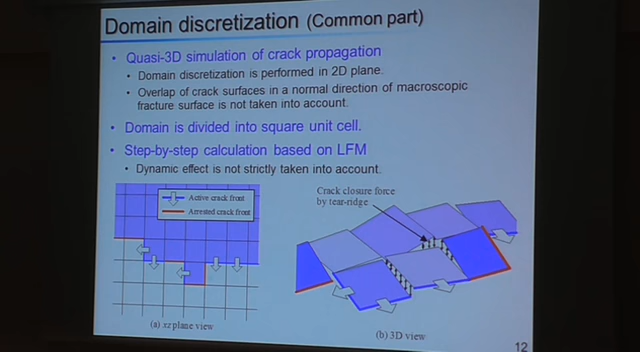 Domain discretization (Common part)
• Quasi-3D simulation of crack propagation
• Domain discretization is performed in 2D plane.
• Overlap of crack surfaces in a normal direction of macroscopic
fracture surface is not taken into account.
• Domain is divided into square unit cell.
• Step-by-step calculation based on LFM
• Dynamic effect is not strictly taken into account.
Active crack front
Arrested crack front
(a) xz plane view
Crack closure force
by tear-ridge
(b) 3D view
12